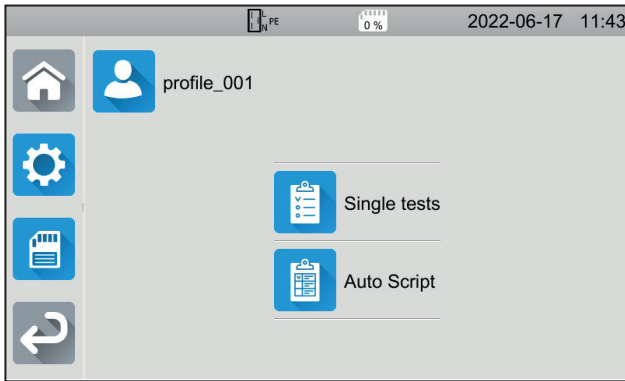 L
N
PE
0 %
2022-06-17 11:43
profile_001
Single tests
Auto Script